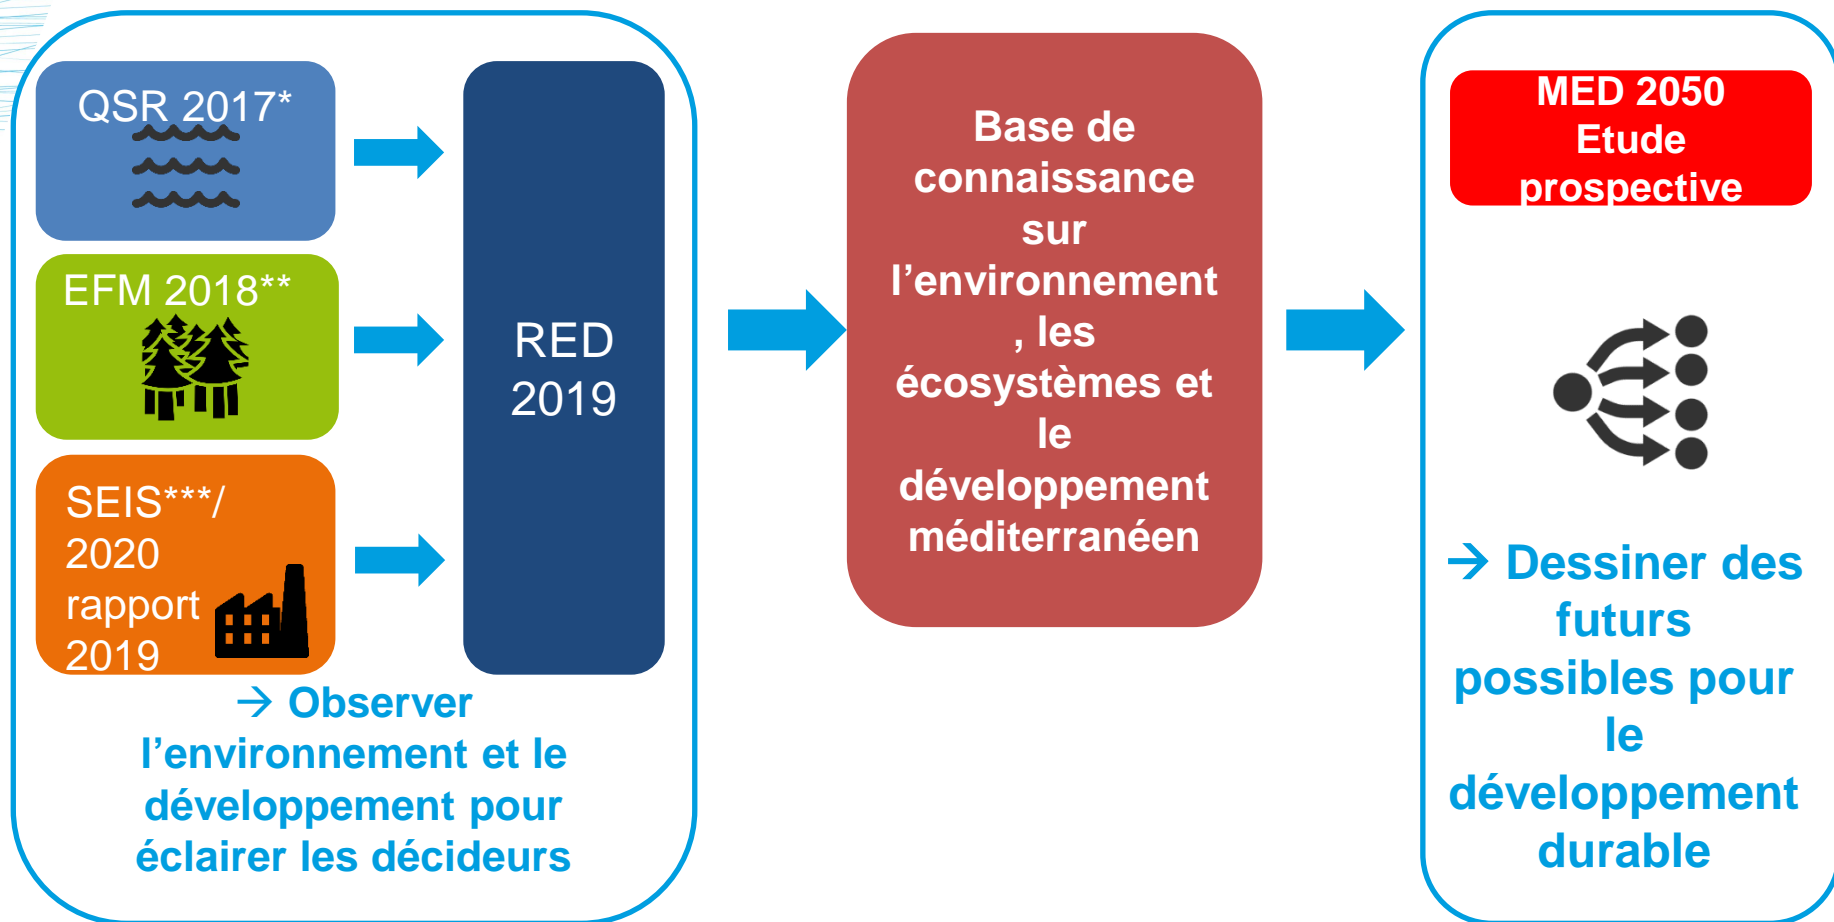 QSR 2017*
EFM 2018**
SEIS***/
2020
rapport
2019
RED
2019
→ Observer
l’environnement et le
développement pour
éclairer les décideurs
Base de
connaissance
sur
l’environnement
, les
écosystèmes et
le
développement
méditerranéen
MED 2050
Etude
prospective
→ Dessiner des
futurs
possibles pour
le
développement
durable